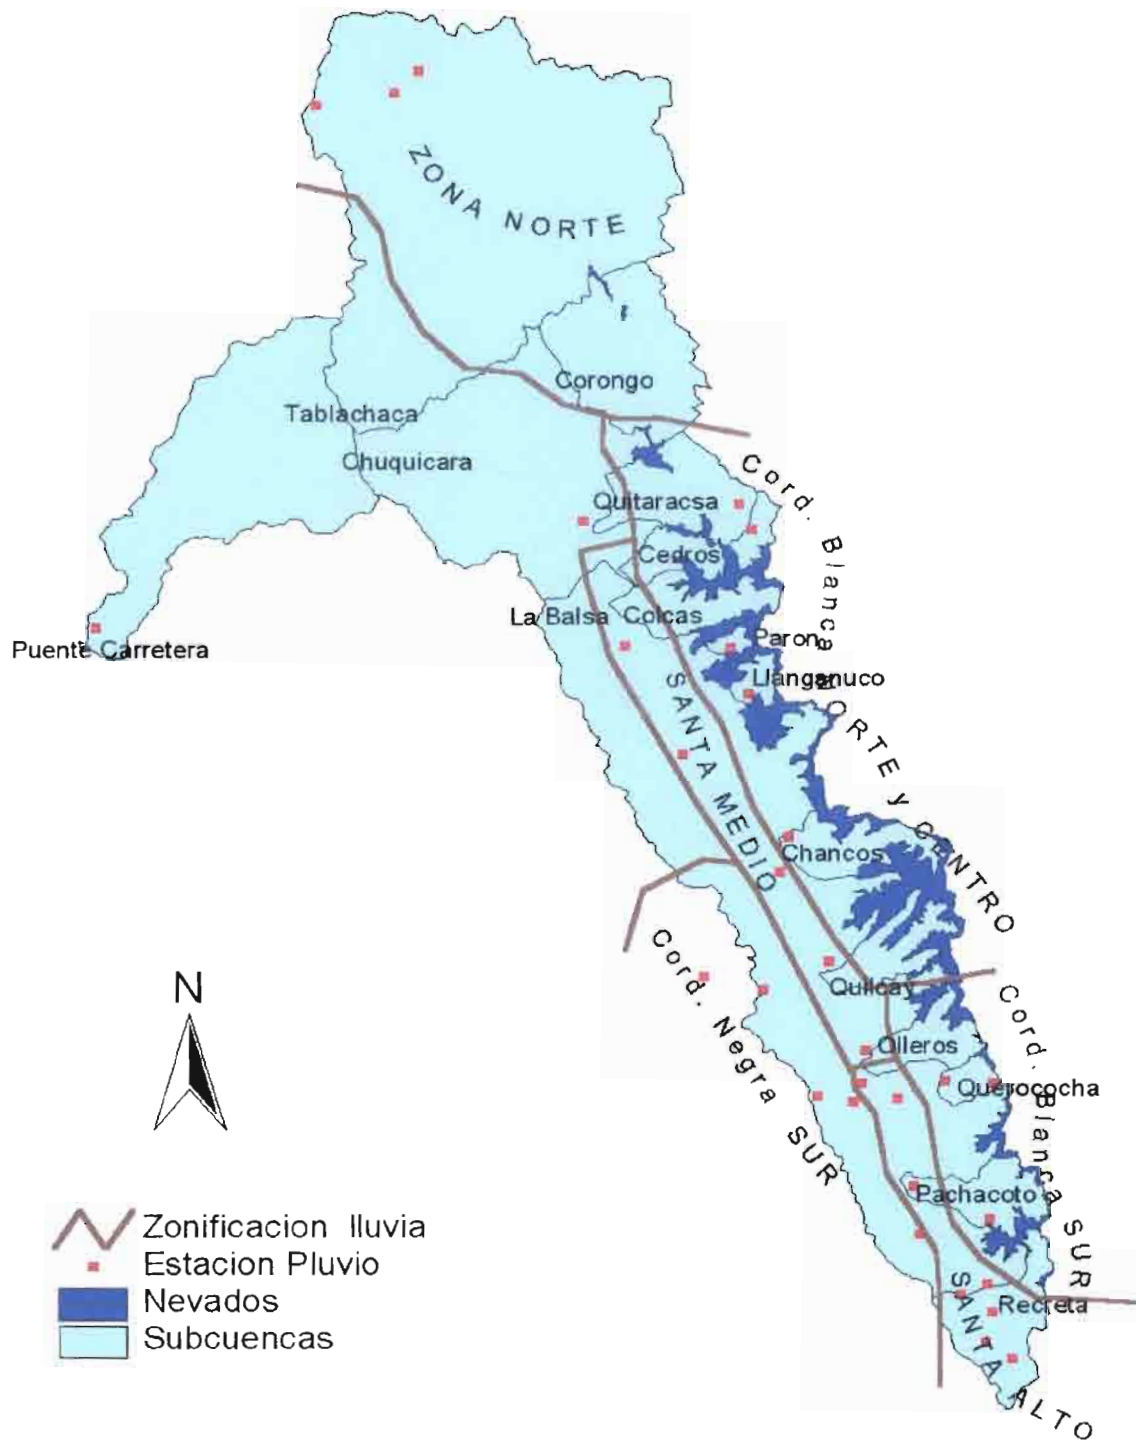 ZONA NORTE
Corongo
Tablachaca
Chuquicara
Cord. Blanca NORTE y CENTRO
Quitaracsa
Cedros
La Balsa
Colcas
Puente Carretera
Paron
Llanganuco
SANTA MEDIO
Chancos
Cord. Negra SUR
N
Quilcay
Cord. Blanca SUR
Olleros
Querococha
Pachacoto
Zonificacion lluvia
Estacion Pluvio
Nevados
Subcuencas
SANTA ALTO
Recreta